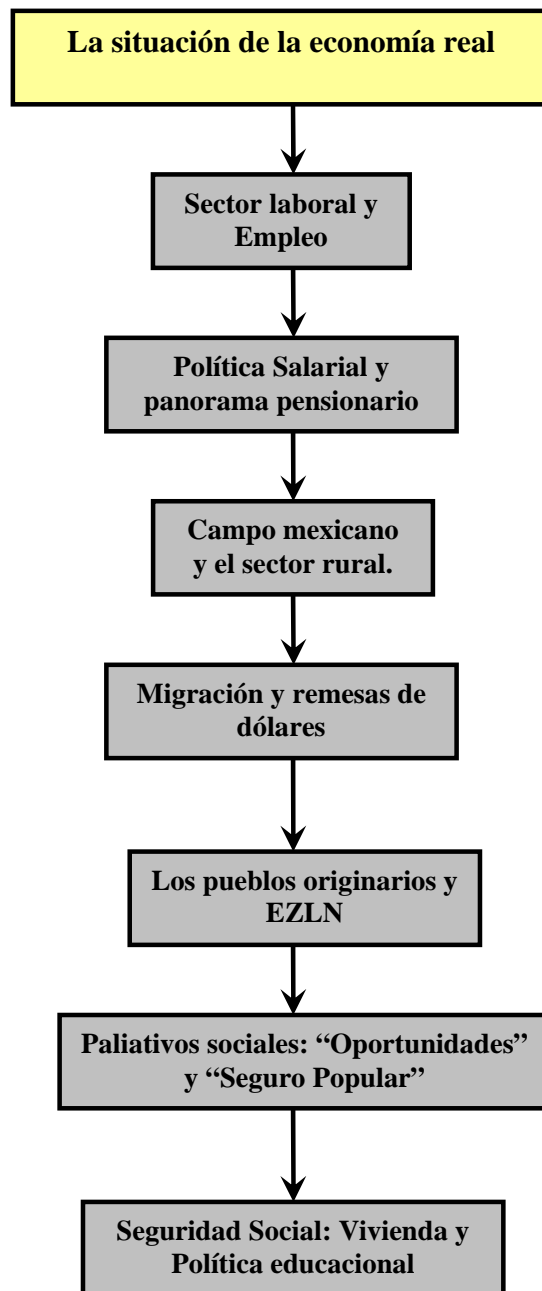 La situación de la economía real
Sector laboral y
Empleo
Política Salarial y
panorama pensionario
Campo mexicano
y el sector rural.
Migración y remesas de
dólares
Los pueblos originarios y
EZLN
Paliativos sociales: “Oportunidades”
y “Seguro Popular”
Seguridad Social: Vivienda y
Política educacional